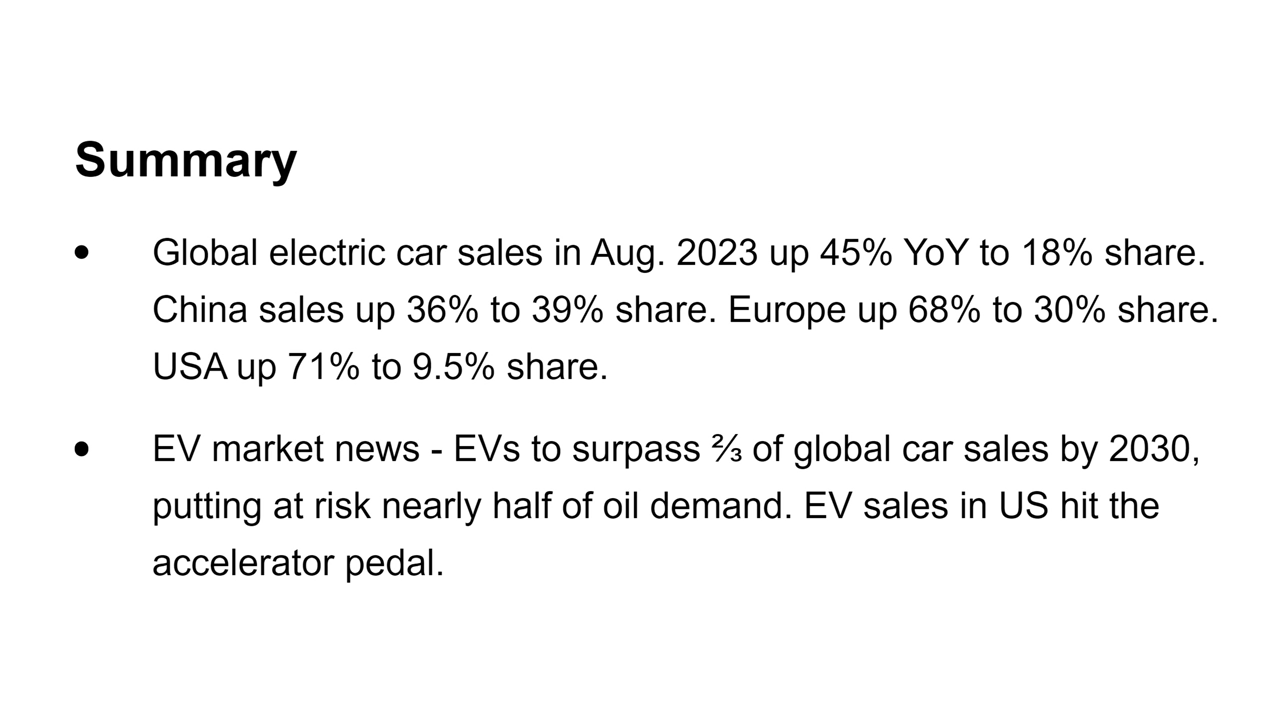 Summary
• Global electric car sales in Aug. 2023 up 45% YoY to 18% share.
China sales up 36% to 39% share. Europe up 68% to 30% share.
USA up 71% to 9.5% share.
• EV market news - EVs to surpass ⅔ of global car sales by 2030,
putting at risk nearly half of oil demand. EV sales in US hit the
accelerator pedal.